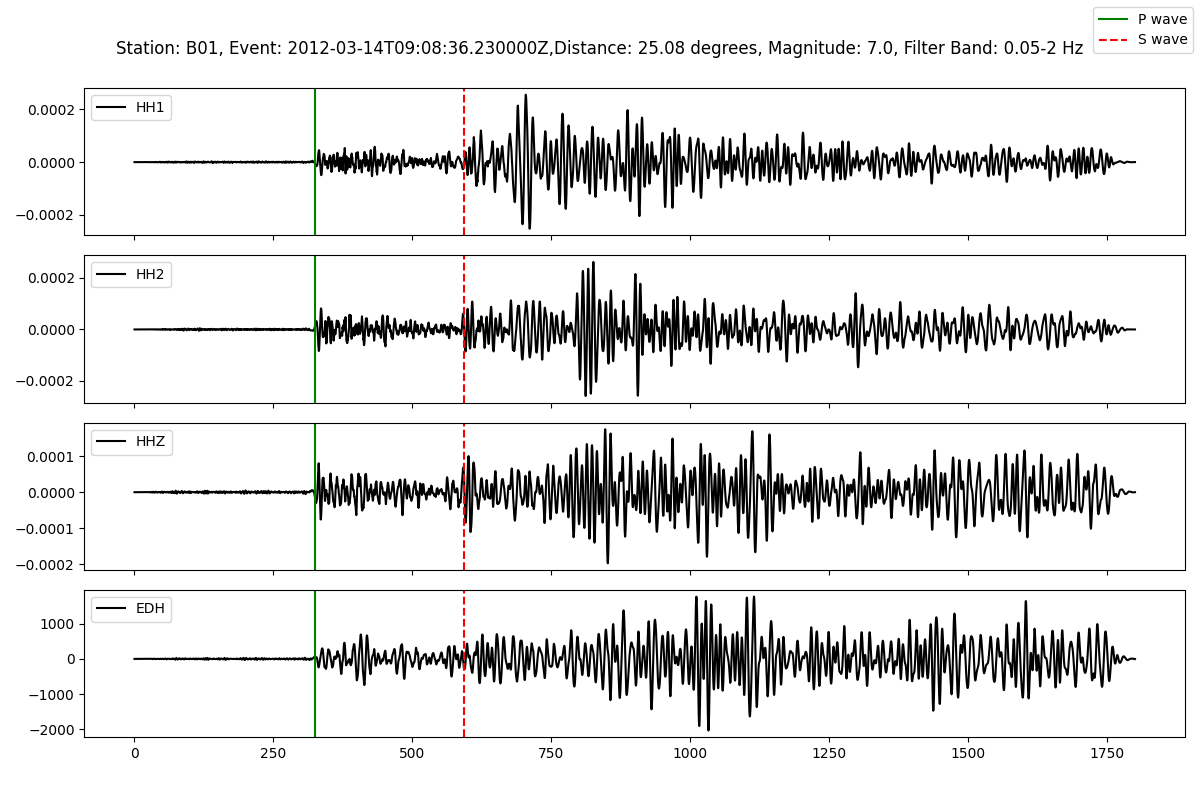 P wave
S wave
Station: B01, Event: 2012-03-14T09:08:36.230000Z,Distance: 25.08 degrees, Magnitude: 7.0, Filter Band: 0.05-2 Hz
HH1
0.0002
0.0000
−0.0002
HH2
0.0002
0.0000
−0.0002
HHZ
0.0001
0.0000
−0.0001
−0.0002
EDH
1000
0
−1000
−2000
0 250 500 750 1000 1250 1500 1750